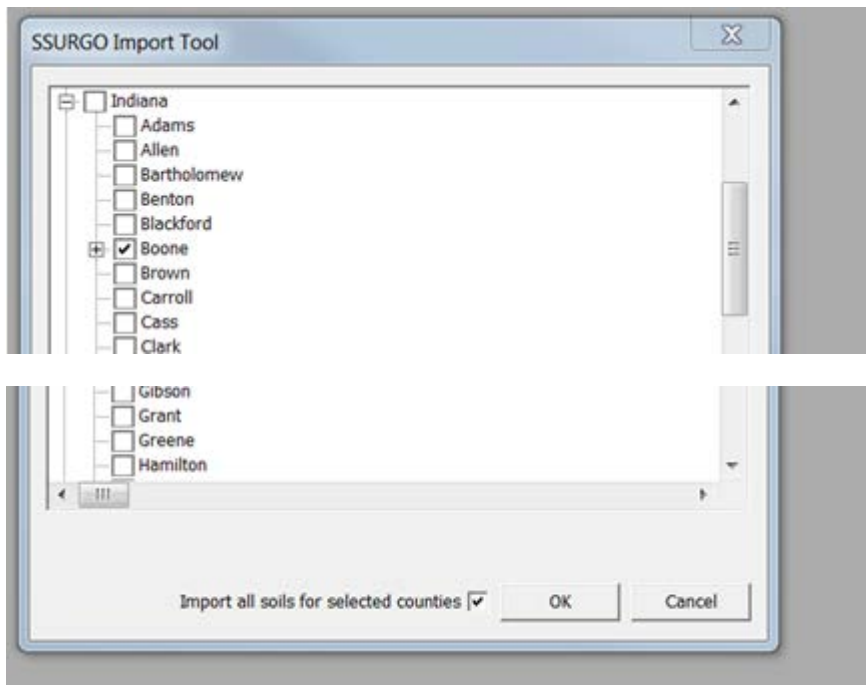 SSURGO Import Tool
Indiana
Adams
Allen
Bartholomew
Benton
Blackford
Boone
Brown
Carroll
Cass
Clark
Gibson
Grant
Greene
Hamilton
Import all soils for selected counties
OK
Cancel